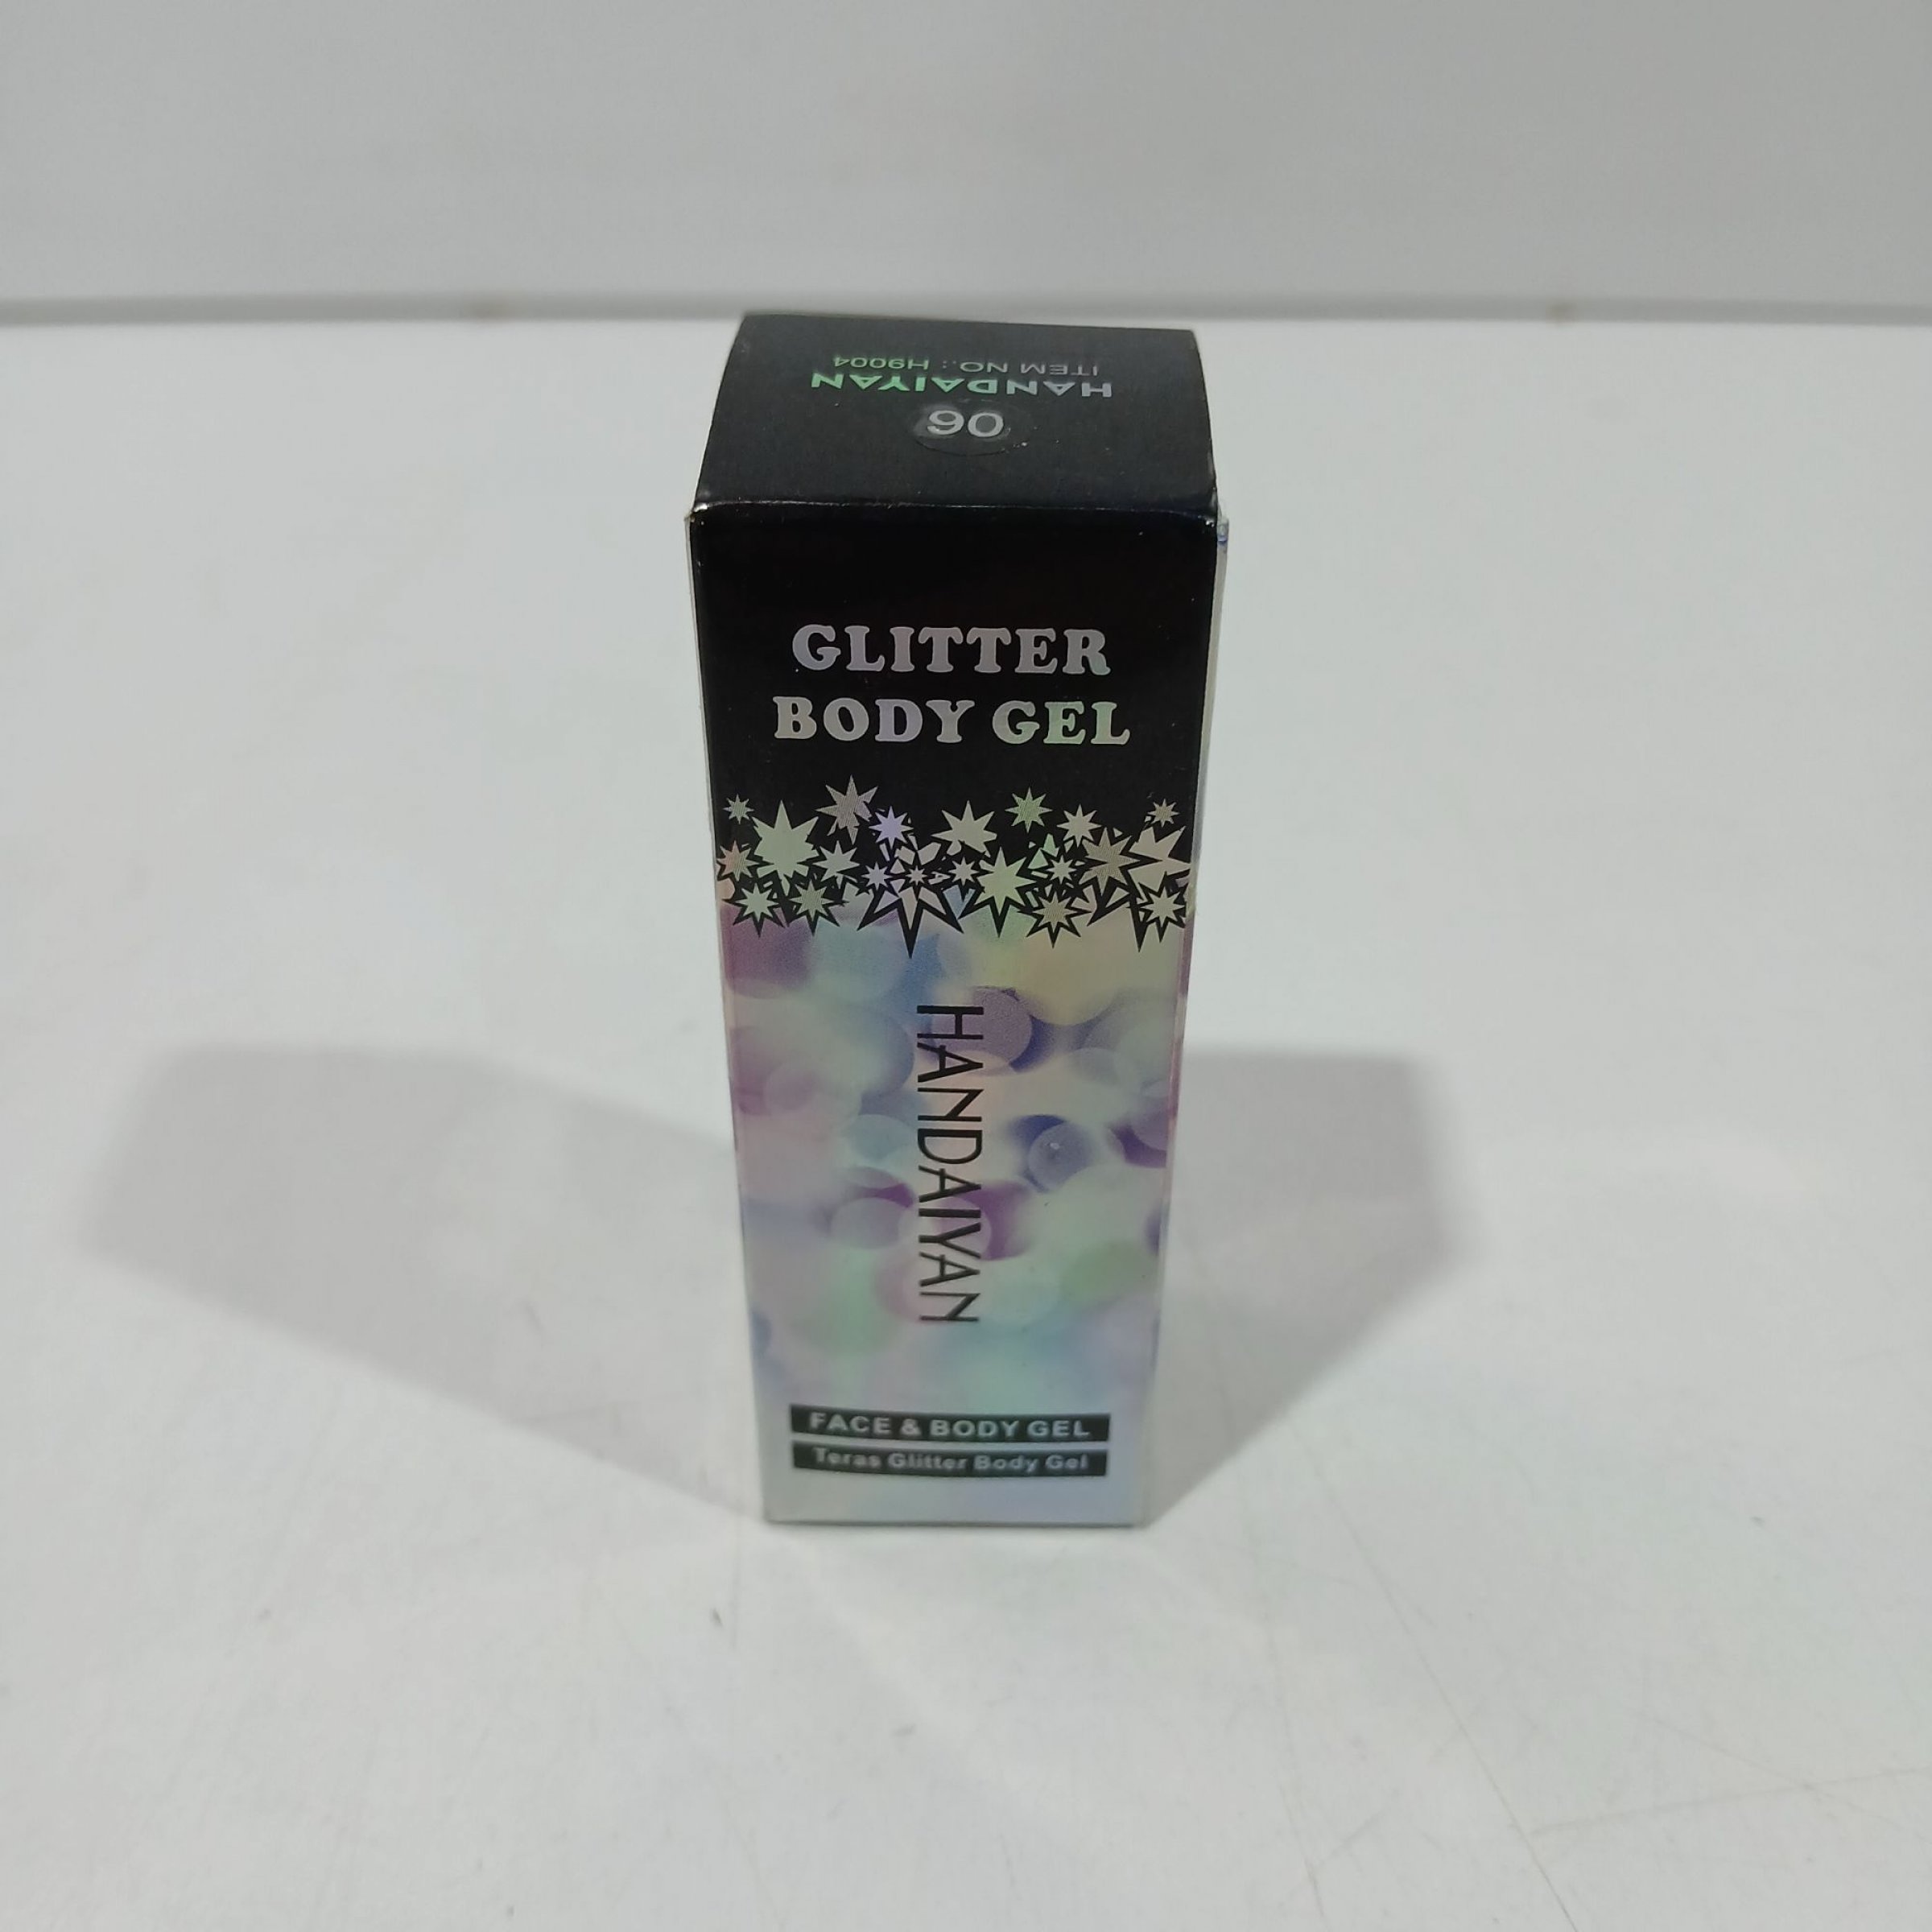 ITEM NO.: H9004
HANDAIYAN
06
GLITTER
BODY GEL
HANDAIYAN
FACE & BODY GEL
Teras Glitter Body Gel